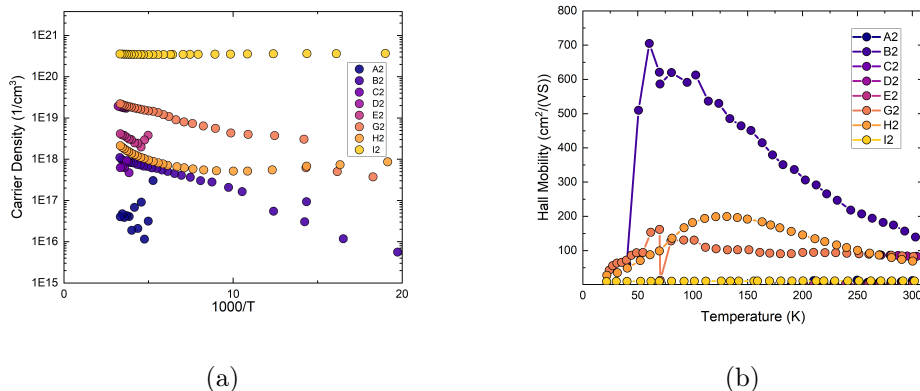 1E21
1E20
1E19
1E18
1E17
1E16
1E15
Carrier Density (1/cm³)
0
10
20
1000/T
A2
B2
C2
D2
E2
G2
H2
I2
(a)
800
700
600
500
400
300
200
100
Hall Mobility (cm²/(VS))
0
50
100
150
200
250
300
Temperature (K)
A2
B2
C2
D2
E2
G2
H2
I2
(b)